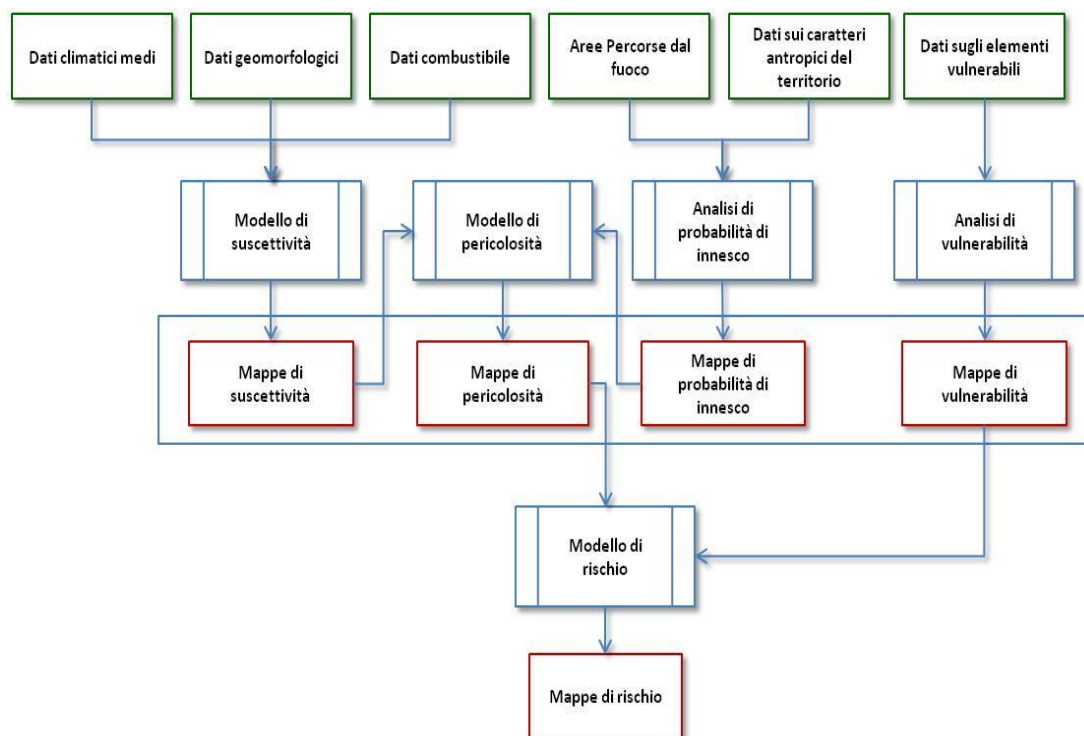 Dati climatici medi
Dati geomorfologici
Dati combustibile
Aree Percorse dal
fuoco
Dati sui caratteri
antropici del
territorio
Dati sugli elementi
vulnerabili
Modello di
suscettività
Modello di
pericolosità
Analisi di
probabilità di
innesco
Analisi di
vulnerabilità
Mappe di
suscettività
Mappe di
pericolosità
Mappe di
probabilità di
innesco
Mappe di
vulnerabilità
Modello di
rischio
Mappe di rischio